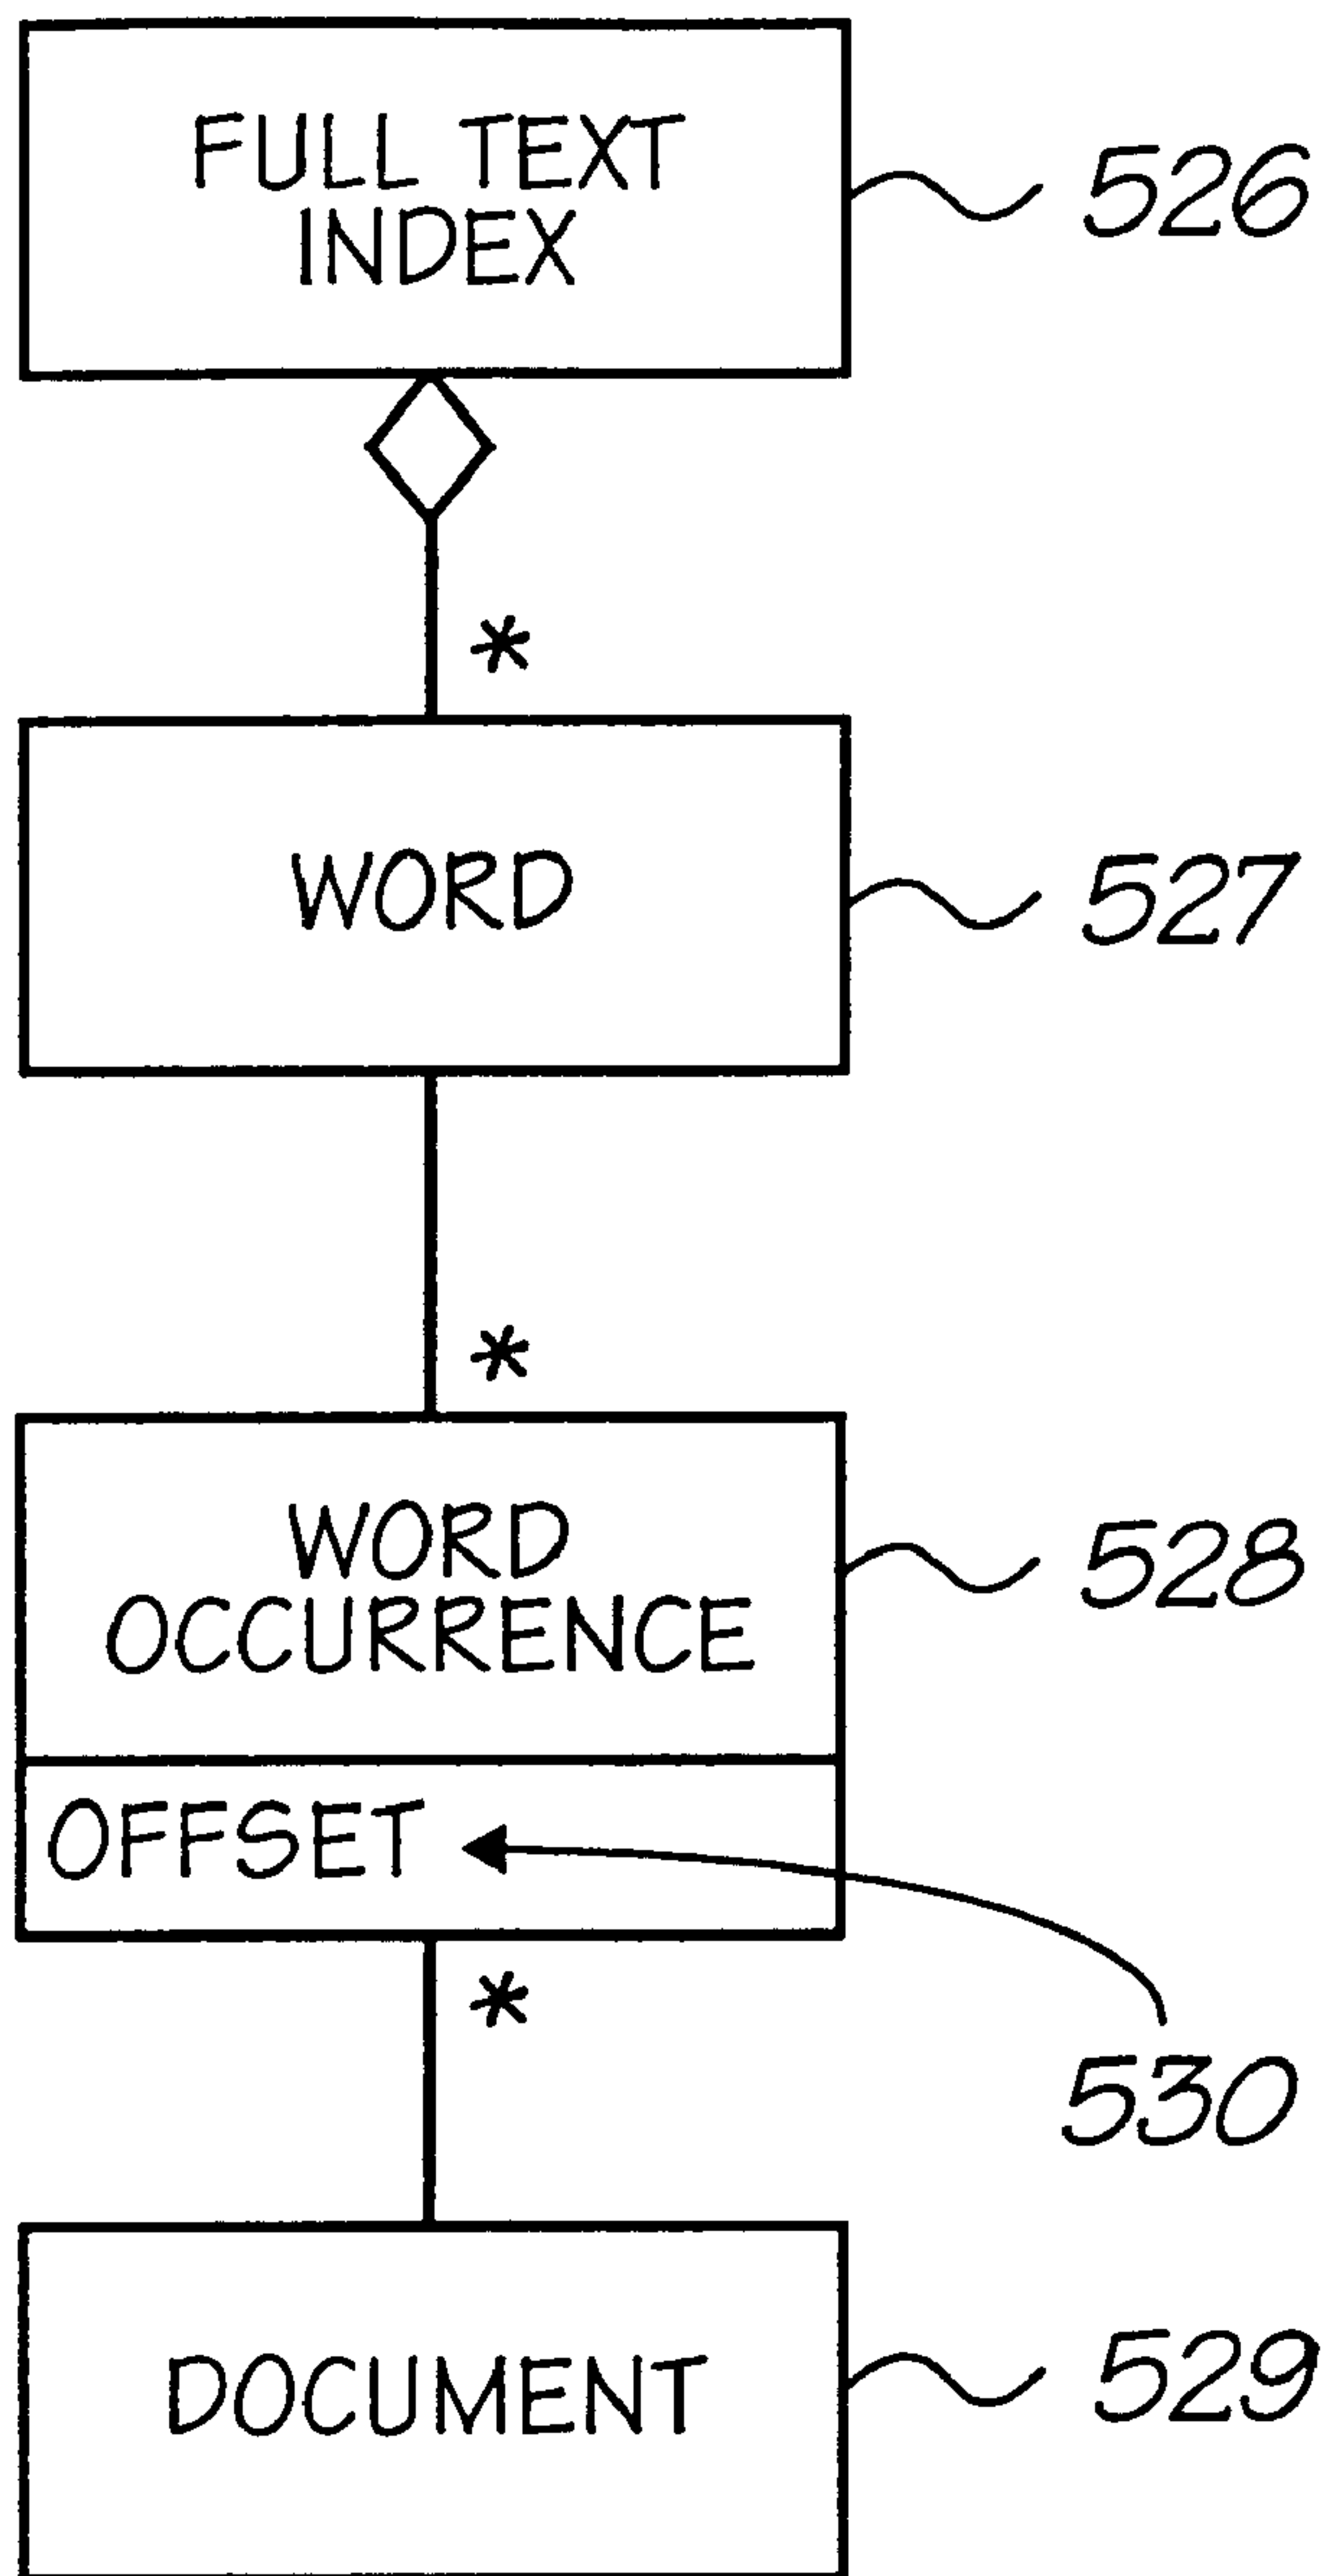 FULL TEXT
INDEX
526
*
WORD
527
*
WORD
OCCURRENCE
528
OFFSET
*
530
DOCUMENT
529